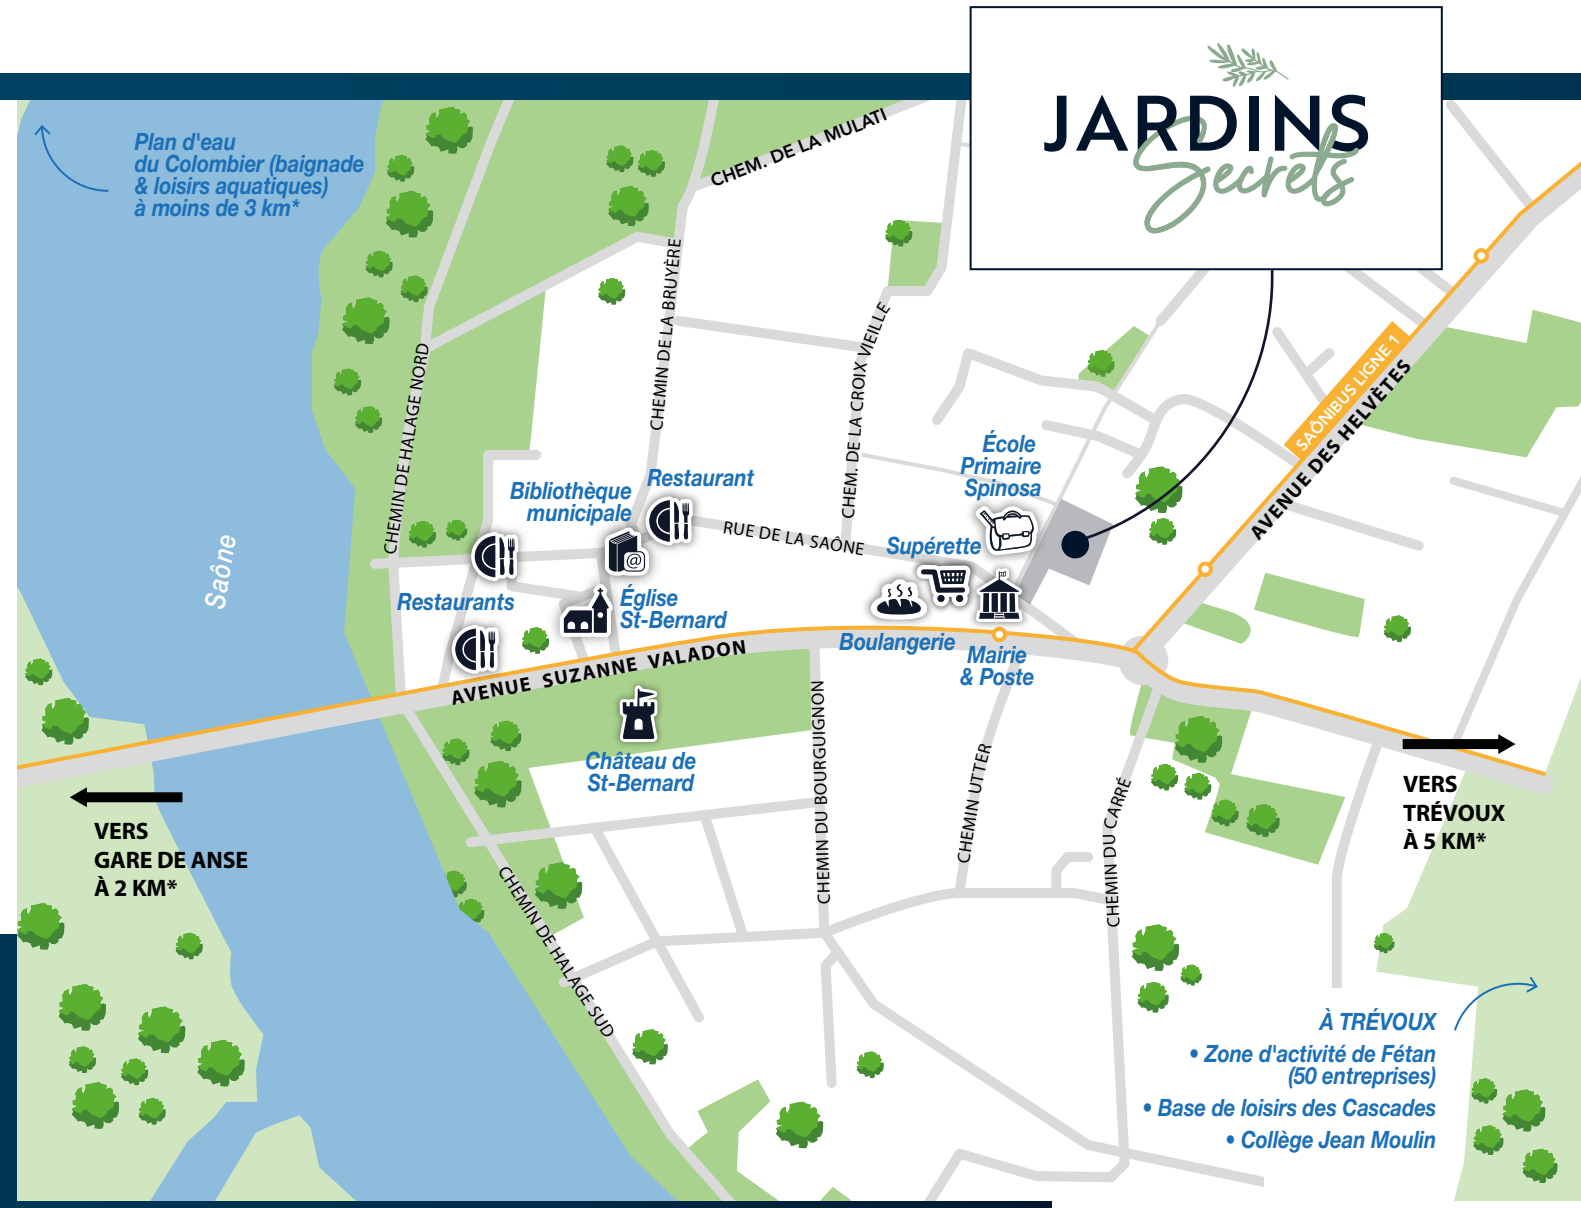 JARDINS
Secrets
Plan d'eau
du Colombier (baignade
& loisirs aquatiques)
à moins de 3 km*
CHEM. DE LA MULATI
CHEMIN DE LA BRUYÈRE
CHEM. DE LA CROIX VIEILLE
CHEMIN DE HALAGE NORD
SAÔNIBUS LIGNE 1
AVENUE DES HELVÈTES
École
Primaire
Spinosa
Restaurant
Bibliothèque
municipale
@
RUE DE LA SAÔNE
Supérette
Saône
Restaurants
Église
St-Bernard
Boulangerie
Mairie
& Poste
AVENUE SUZANNE VALADON
Château de
St-Bernard
CHEMIN DU BOURGUIGNON
CHEMIN UTTER
CHEMIN DU CARRÉ
VERS
TRÉVOUX
À 5 KM*
VERS
GARE DE ANSE
À 2 KM*
CHEMIN DE HALAGE SUD
À TRÉVOUX
• Zone d'activité de Fétan
(50 entreprises)
• Base de loisirs des Cascades
• Collège Jean Moulin